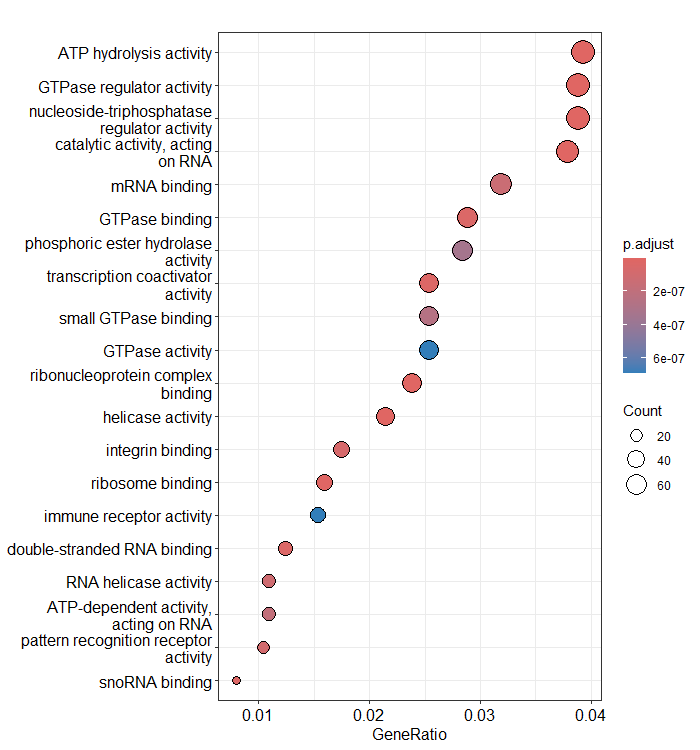 ATP hydrolysis activity
GTPase regulator activity
nucleoside-triphosphatase
regulator activity
catalytic activity, acting
on RNA
mRNA binding
GTPase binding
phosphoric ester hydrolase
activity
transcription coactivator
activity
small GTPase binding
GTPase activity
ribonucleoprotein complex
binding
helicase activity
integrin binding
ribosome binding
immune receptor activity
double-stranded RNA binding
RNA helicase activity
ATP-dependent activity,
acting on RNA
pattern recognition receptor
activity
snoRNA binding
0.01 0.02 0.03 0.04
GeneRatio
p.adjust
2e-07
4e-07
6e-07
Count
20
40
60